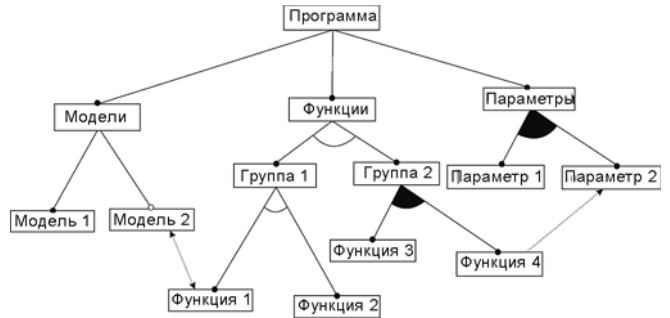 Программа
Модели
Функции
Параметры
Группа 1
Группа 2
Параметр 1
Параметр 2
Модель 1
Модель 2
Функция 3
Функция 4
Функция 1
Функция 2